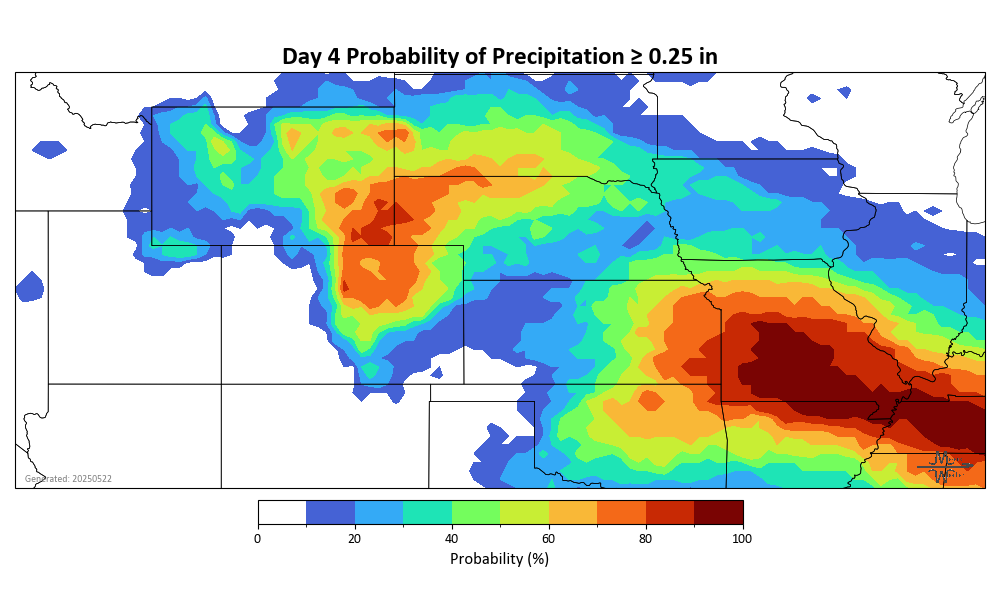 Day 4 Probability of Precipitation ≥ 0.25 in
Generated: 20250522
0 20 40 60 80 100
Probability (%)